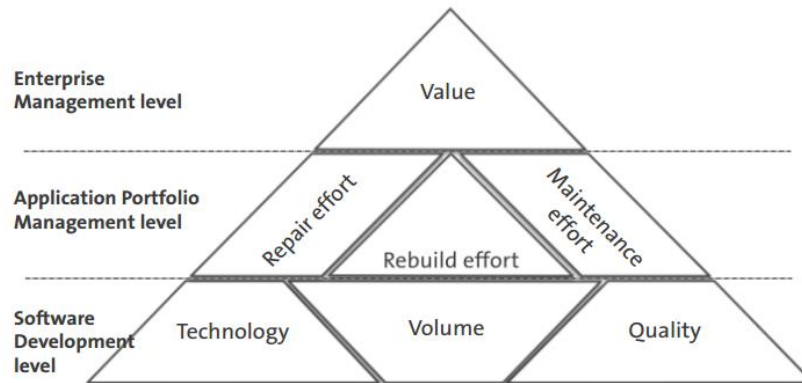 Enterprise
Management level
Value
Application Portfolio
Management level
Repair effort
Rebuild effort
Maintenance
effort
Software
Development
level
Technology
Volume
Quality